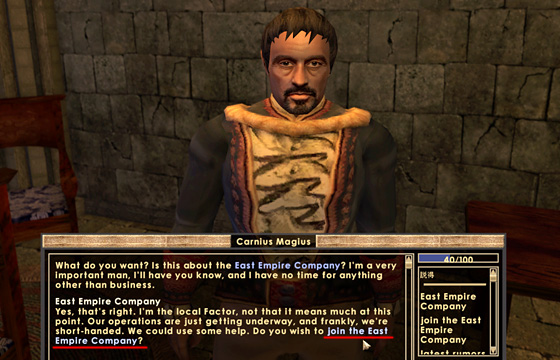 Carnius Magius
What do you want? Is this about the East Empire Company? I'm a very
important man, I'll have you know, and I have no time for anything
other than business.
East Empire Company
Yes, that's right. I'm the local Factor, not that it means much at this
point. Our operations are just getting underway, and frankly, we're
short-handed. We could use some help. Do you wish to join the East
Empire Company?
40/100
説得
East Empire
Company
join the East
Empire
Company
latest rumors